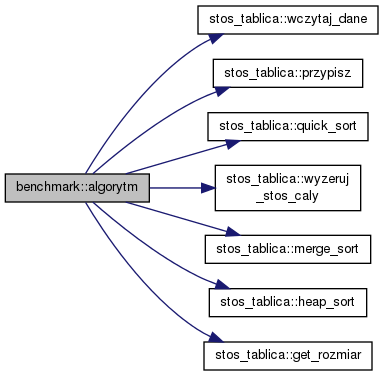 stos_tablica::wczytaj_dane
stos_tablica::przypisz
stos_tablica::quick_sort
benchmark::algorytm
stos_tablica::wyzeruj
_stos_caly
stos_tablica::merge_sort
stos_tablica::heap_sort
stos_tablica::get_rozmiar